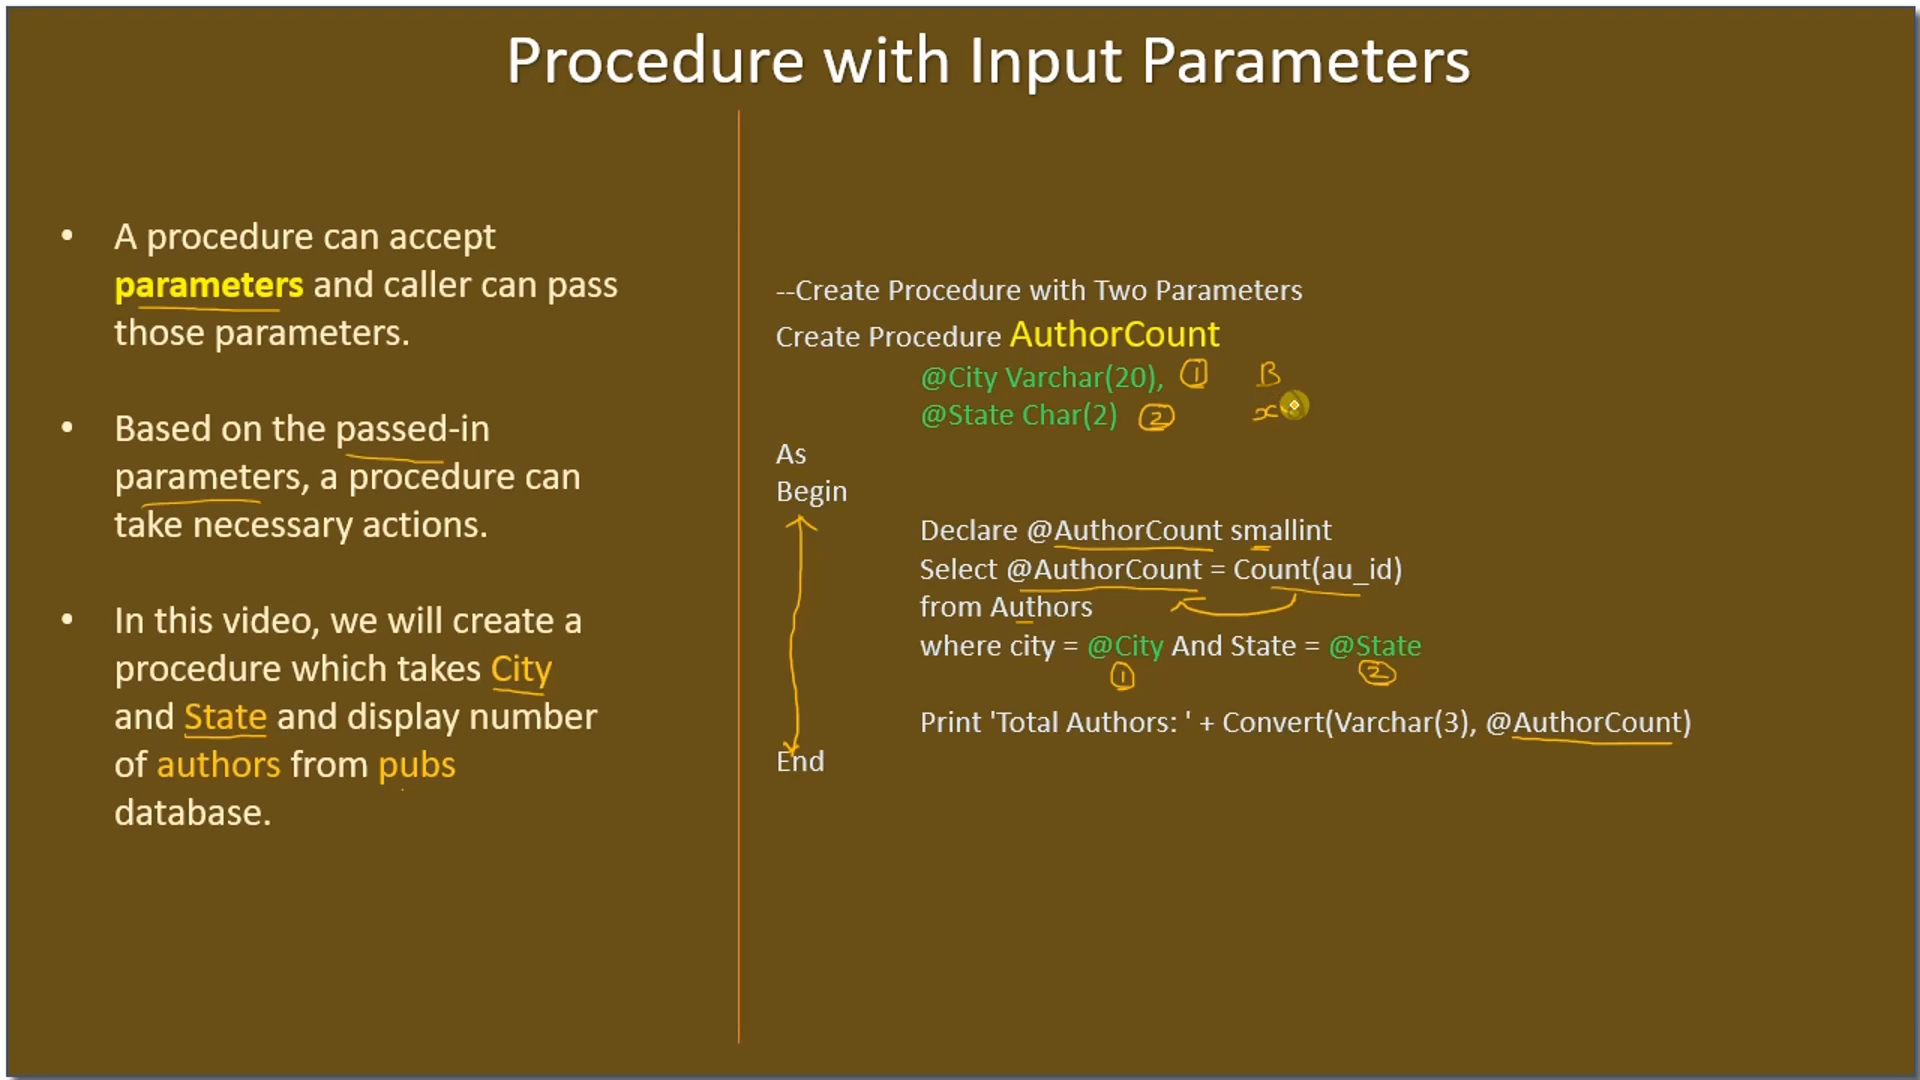 Procedure with Input Parameters
• A procedure can accept
parameters and caller can pass
those parameters.
• Based on the passed-in
parameters, a procedure can
take necessary actions.
• In this video, we will create a
procedure which takes City
and State and display number
of authors from pubs
database.
--Create Procedure with Two Parameters
Create Procedure AuthorCount
@City Varchar(20), 1 B
@State Char(2) 2 x
As
Begin
Declare @AuthorCount smallint
Select @AuthorCount = Count(au_id)
from Authors
where city = @City And State = @State
1 2
Print 'Total Authors: ' + Convert(Varchar(3), @AuthorCount)
End